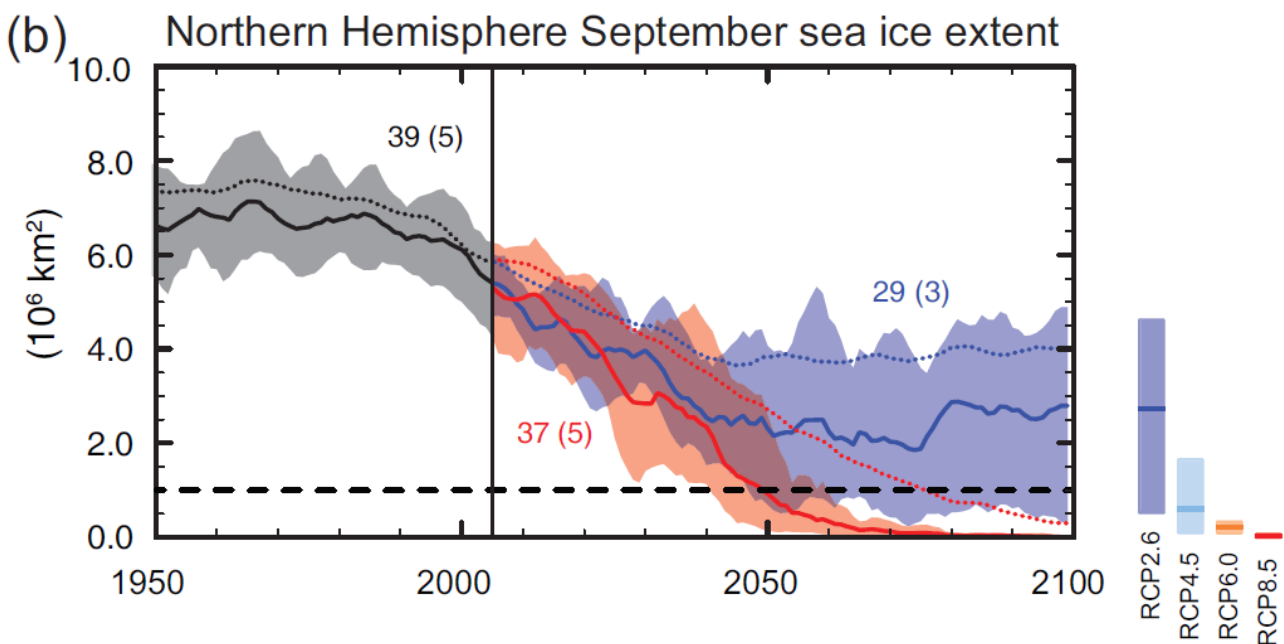 (b) Northern Hemisphere September sea ice extent
10.0
8.0
6.0
4.0
2.0
0.0
(10⁶ km²)
39 (5)
29 (3)
37 (5)
1950 2000 2050 2100
RCP2.6
RCP4.5
RCP6.0
RCP8.5